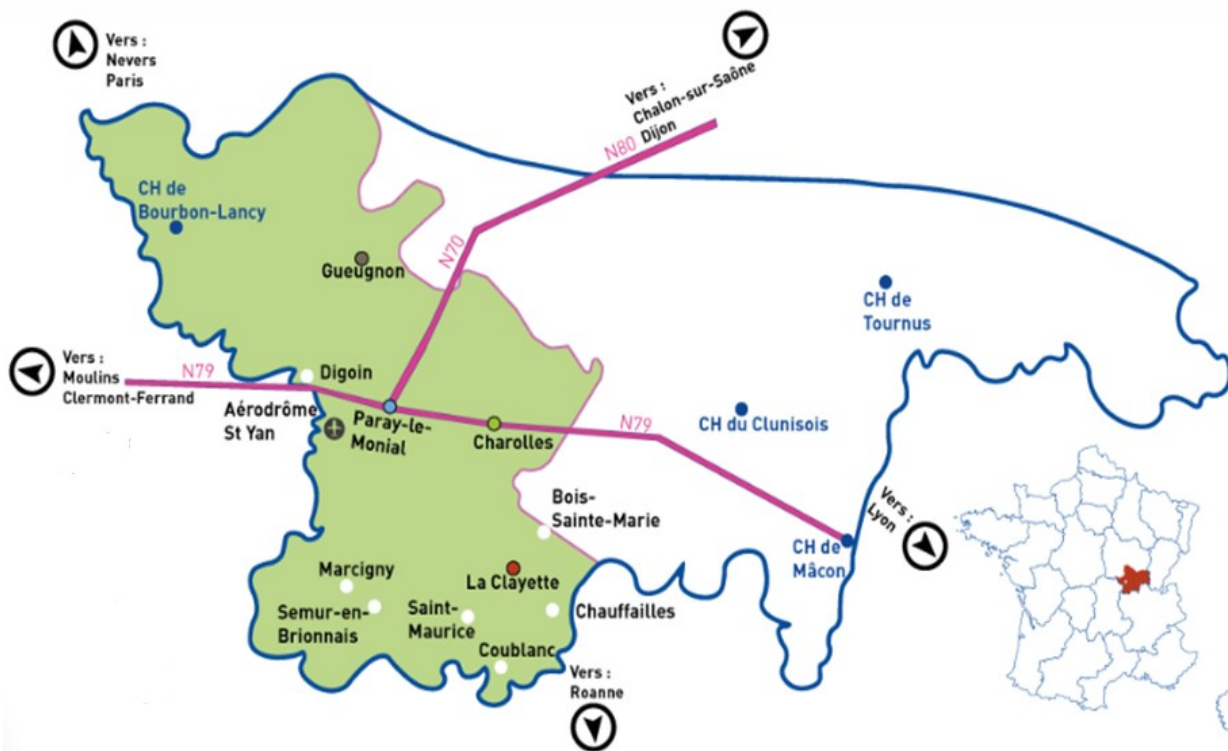 Vers :
Nevers
Paris
Vers :
Chalon-sur-Saône
Dijon
N80
CH de
Bourbon-Lancy
N70
Gueugnon
CH de
Tournus
Vers :
Moulins
Clermont-Ferrand
N79
Digoin
Aérodrôme
St Yan
Paray-le-
Monial
Charolles
N79
CH du Clunisois
Bois-
Sainte-Marie
Vers :
Lyon
CH de
Mâcon
La Clayette
Marcigny
Semur-en-
Brionnais
Saint-
Maurice
Chauffailles
Coublanc
Vers :
Roanne